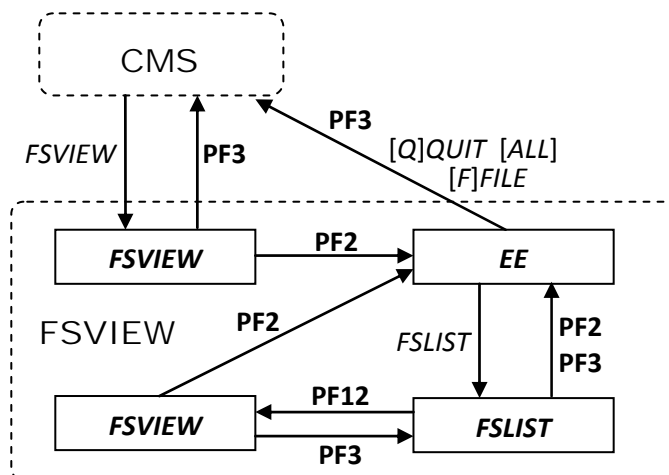 CMS
PF3
FSVIEW
PF3
[Q]QUIT [ALL]
[F]FILE
FSVIEW
PF2
EE
FSVIEW
PF2
FSLIST
PF2
PF3
FSVIEW
PF12
FSLIST
PF3